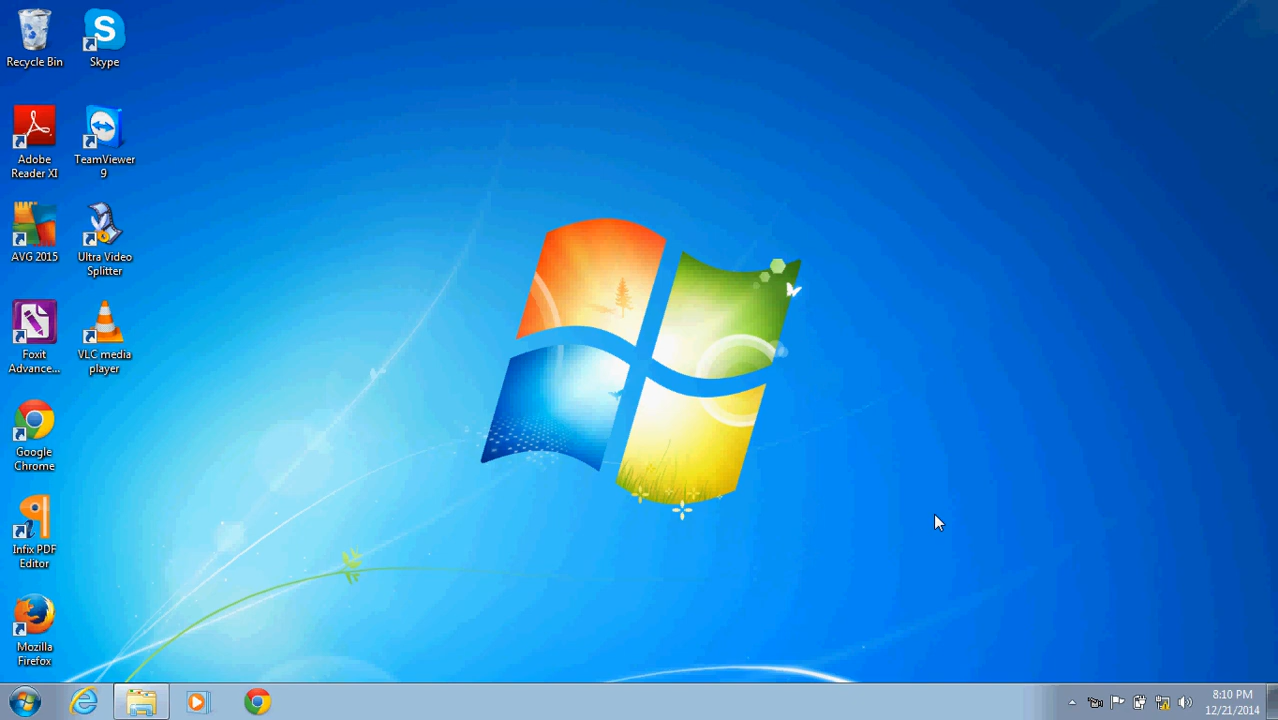 Recycle Bin
Skype
Adobe
Reader XI
TeamViewer
9
AVG 2015
Ultra Video
Splitter
Foxit
Advance...
VLC media
player
Google
Chrome
Infix PDF
Editor
Mozilla
Firefox
8:10 PM
12/21/2014